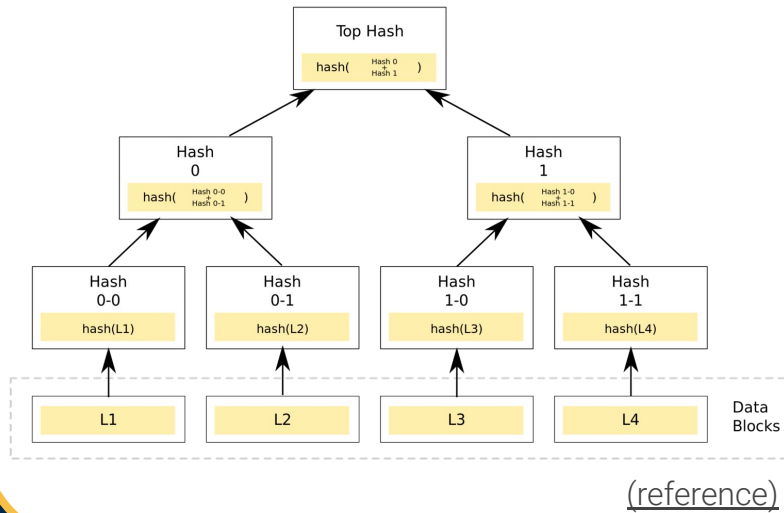 Top Hash
hash( Hash 0 + Hash 1 )
Hash
0
hash( Hash 0-0 + Hash 0-1 )
Hash
1
hash( Hash 1-0 + Hash 1-1 )
Hash
0-0
hash(L1)
Hash
0-1
hash(L2)
Hash
1-0
hash(L3)
Hash
1-1
hash(L4)
L1
L2
L3
L4
Data
Blocks
(reference)